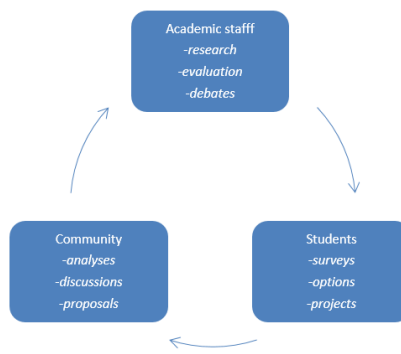 Academic stafff
-research
-evaluation
-debates
Community
-analyses
-discussions
-proposals
Students
-surveys
-options
-projects